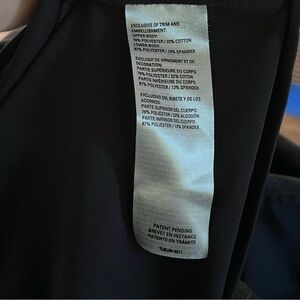 EXCLUSIVE OF TRIM AND
EMBELLISHMENT:
UPPER BODY:
78% POLYESTER / 22% COTTON
LOWER BODY:
87% POLYESTER / 13% SPANDEX
EXCLUSIF DE ORNEMENT ET DE
DECORATION:
PARTIE SUPÉRIEURE DU CORPS:
78% POLYESTER / 22% COTON
PARTIE INFÉRIEURE DU CORPS:
87% POLYESTER / 13% SPANDEX
EXCLUSIVO DEL RIBETE Y DE LOS
ADORNOS:
PARTE SUPERIOR DEL CUERPO:
78% POLIÉSTER / 22% ALGODÓN
PARTE INFERIOR DEL CUERPO:
87% POLIÉSTER / 13% SPANDEX
PATENT PENDING
BREVET EN INSTANCE
PATENTE EN TRÁMITE